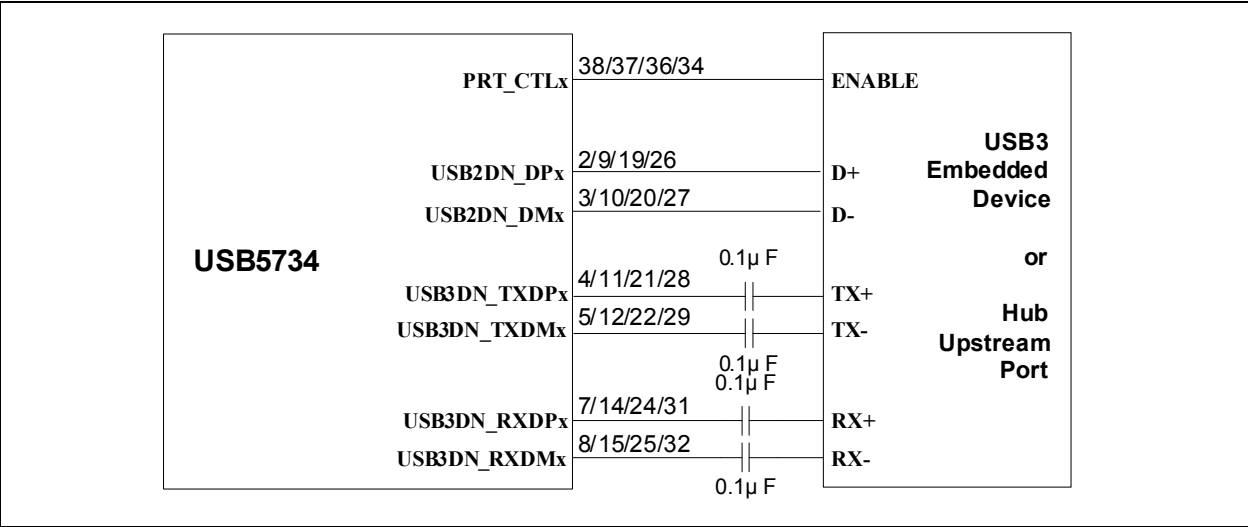 PRT_CTLx 38/37/36/34 ENABLE
USB2DN_DPx 2/9/19/26 D+
USB2DN_DMx 3/10/20/27 D-
USB5734
USB3DN_TXDPx 4/11/21/28 0.1µ F TX+
USB3DN_TXDMx 5/12/22/29 0.1µ F TX-
USB3DN_RXDPx 7/14/24/31 0.1µ F RX+
USB3DN_RXDMx 8/15/25/32 0.1µ F RX-
USB3
Embedded
Device
or
Hub
Upstream
Port